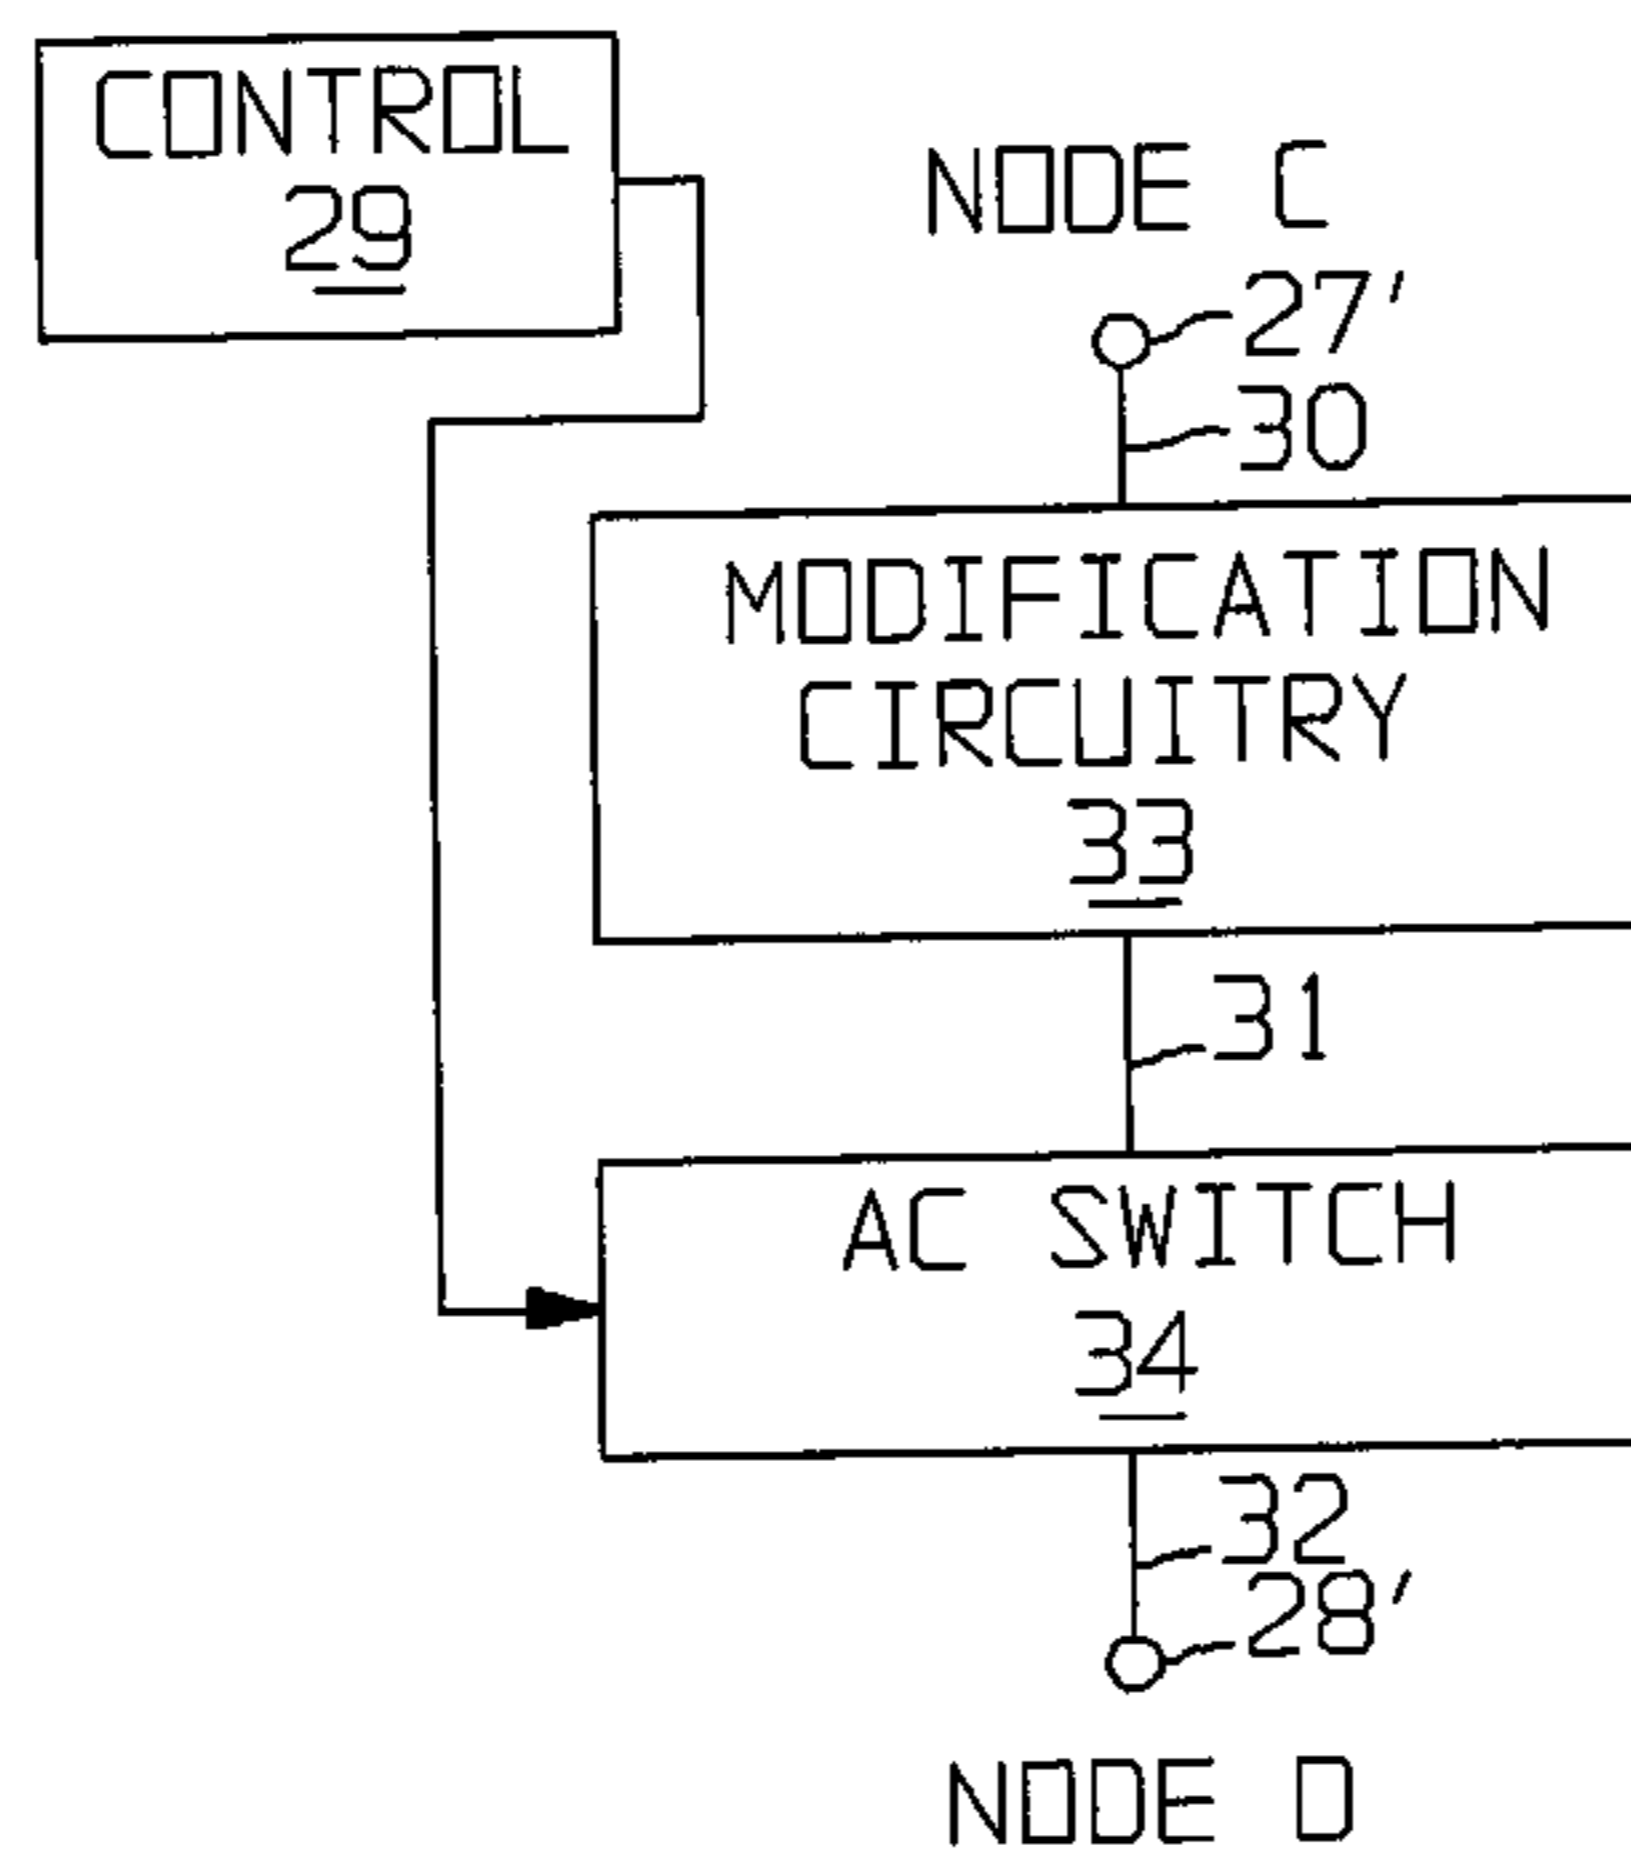 CONTROL
29
NODE C
27'
30
MODIFICATION
CIRCUITRY
33
31
AC SWITCH
34
32
28'
NODE D